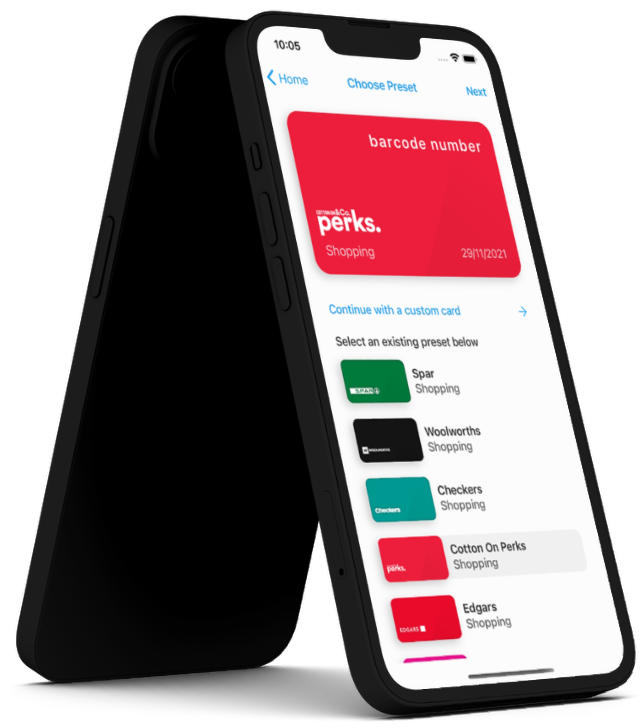 10:05
Home
Choose Preset
Next
barcode number
COTTON ON & Co.
perks.
Shopping
29/11/2021
Continue with a custom card
Select an existing preset below
SPAR
Spar
Shopping
WOOLWORTHS
Woolworths
Shopping
Checkers
Checkers
Shopping
perks.
Cotton On Perks
Shopping
EDGARS
Edgars
Shopping